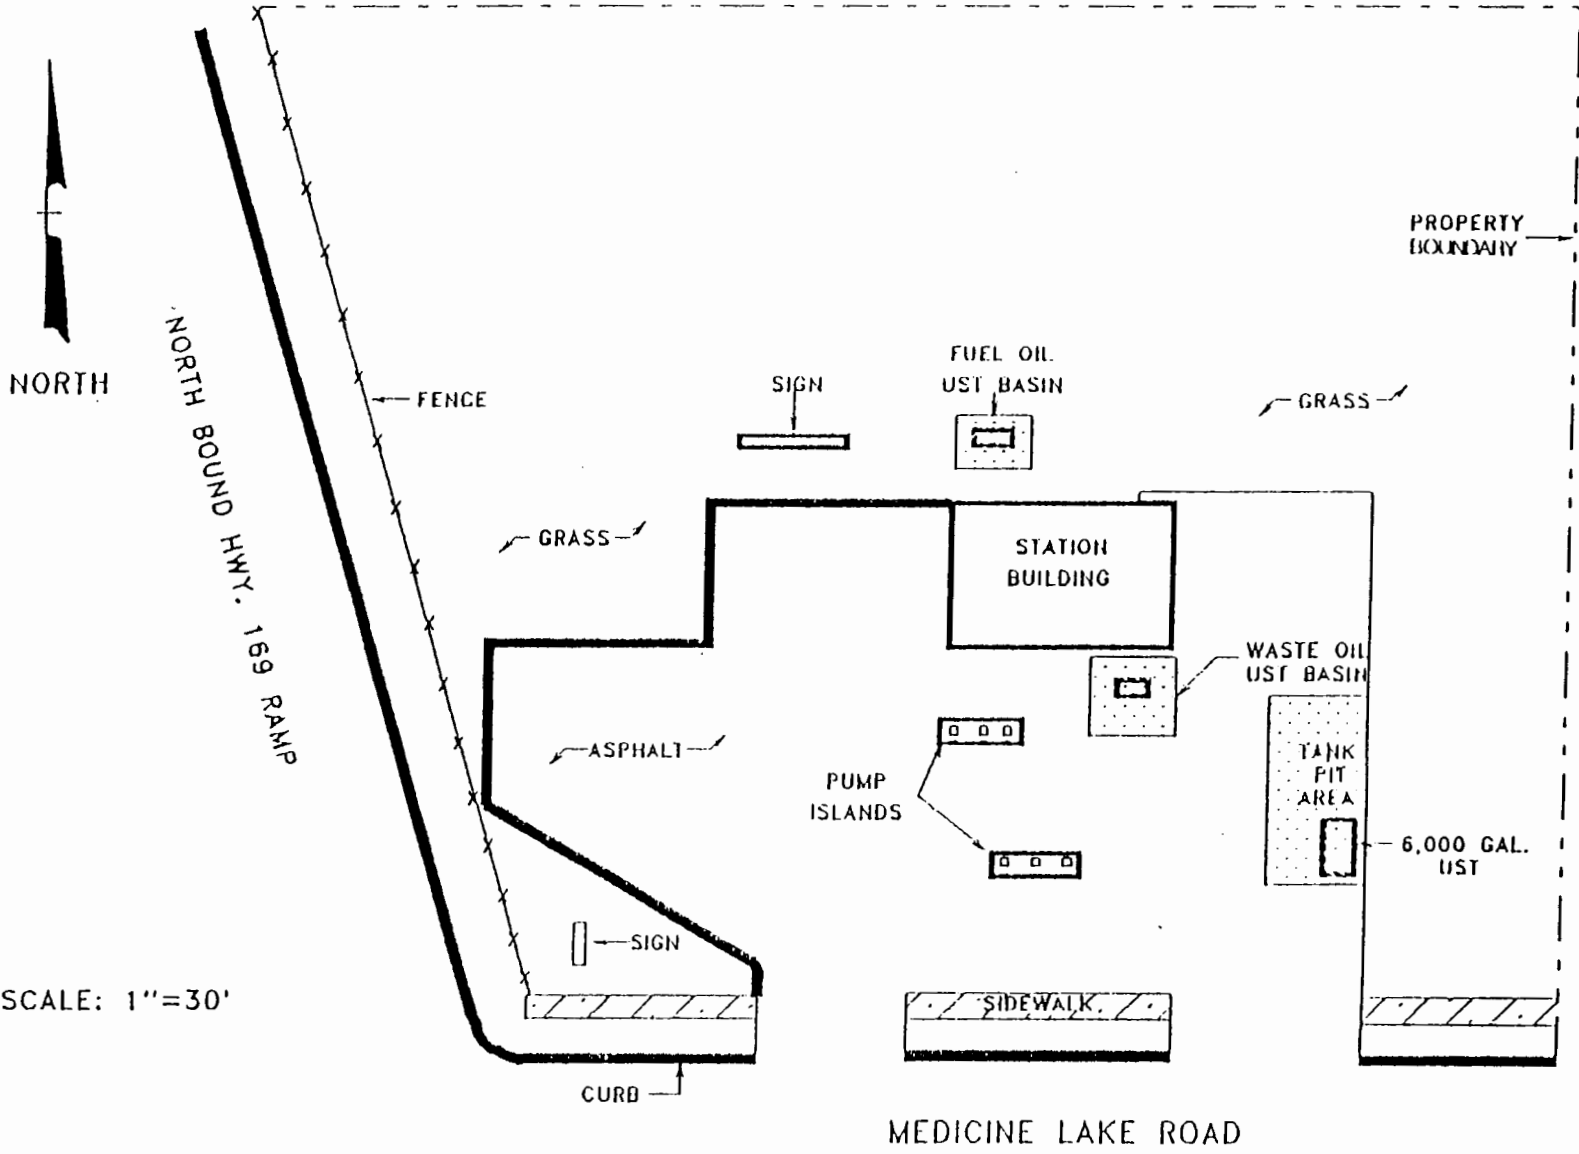 PROPERTY
BOUNDARY
NORTH
NORTH BOUND HWY. 169 RAMP
FENCE
SIGN
FUEL OIL
UST BASIN
GRASS
GRASS
STATION
BUILDING
WASTE OIL
UST BASIN
ASPHALT
PUMP
ISLANDS
TANK
PIT
AREA
6,000 GAL.
UST
SIGN
SCALE: 1"=30'
SIDEWALK
CURB
MEDICINE LAKE ROAD